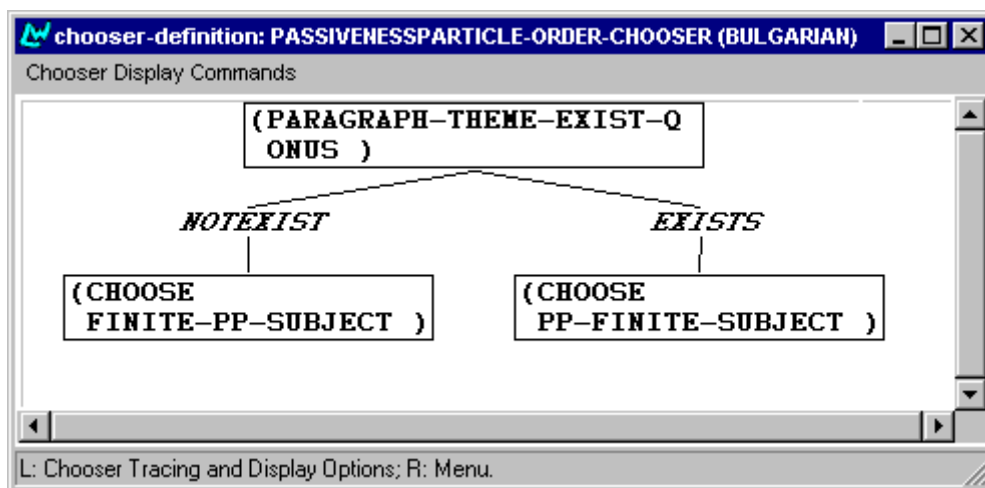 chooser-definition: PASSIVENESSPARTICLE-ORDER-CHOOSER (BULGARIAN)
Chooser Display Commands
(PARAGRAPH-THEME-EXIST-Q
ONUS )
NOTEXIST EXISTS
(CHOOSE
FINITE-PP-SUBJECT )
(CHOOSE
PP-FINITE-SUBJECT )
L: Chooser Tracing and Display Options; R: Menu.